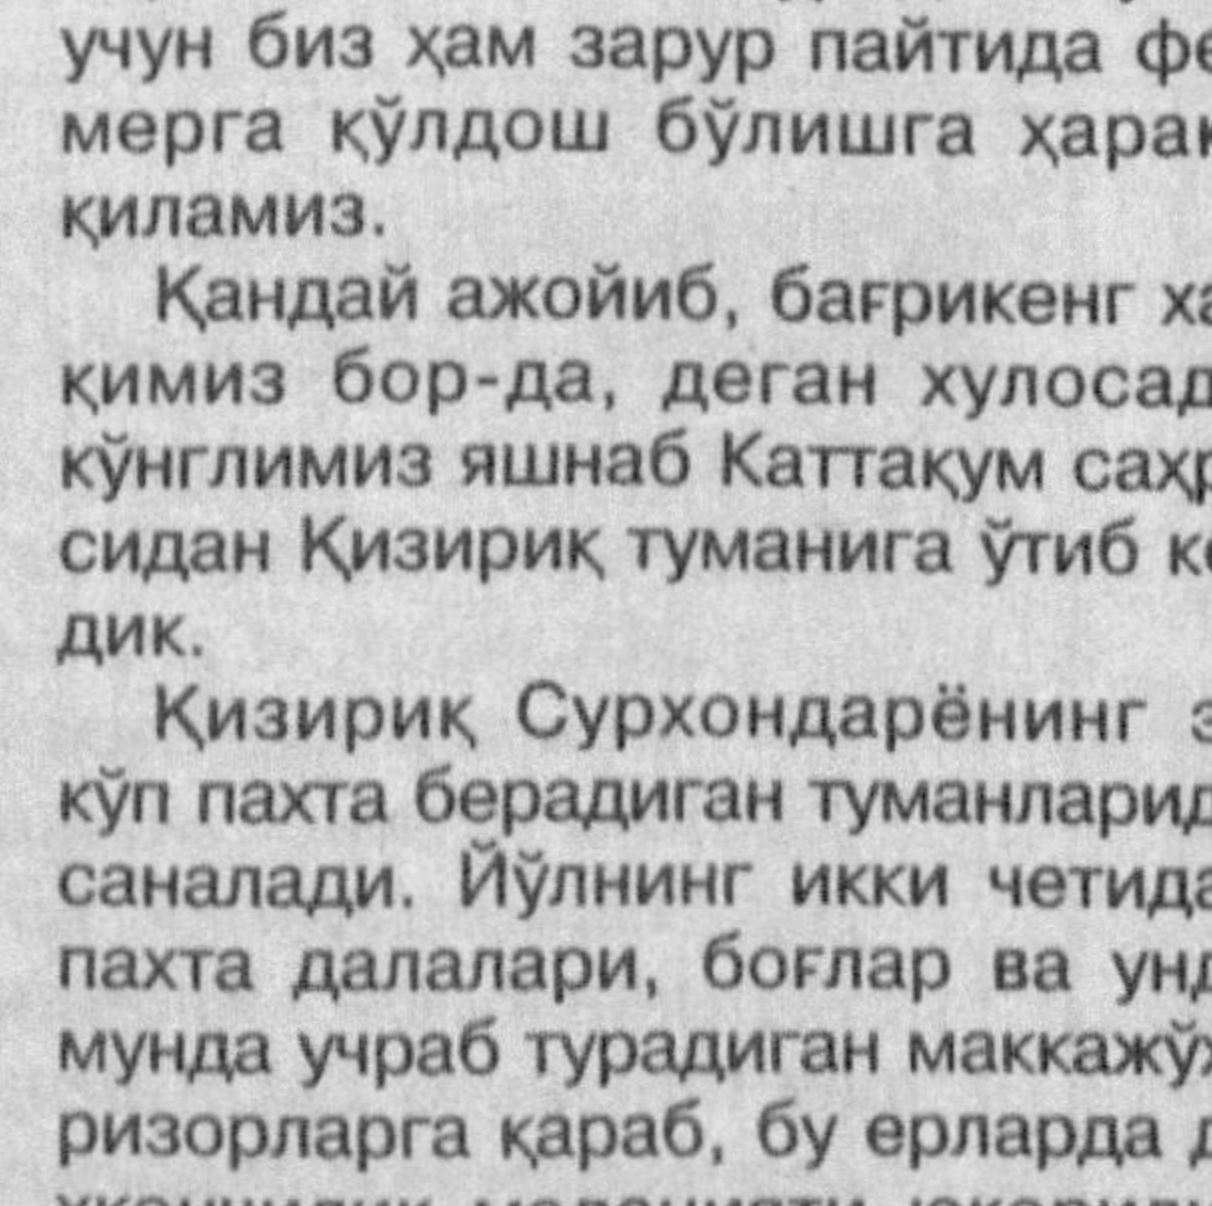 учун биз ҳам зарур пайтида
мерга қўлдош бўлишга
қиламиз.
Қандай ажойиб, бағрикенг
қимиз бор-да, деган
кўнглимиз яшнаб Каттақум
сидан Қизириқ туманига ўтиб
дик.
Қизириқ Сурхондарёнинг
кўп пахта берадиган
саналади. Йўлнинг икки
пахта далалари, боғлар ва
мунда учраб турадиган
ризорларга қараб, бу ерларда